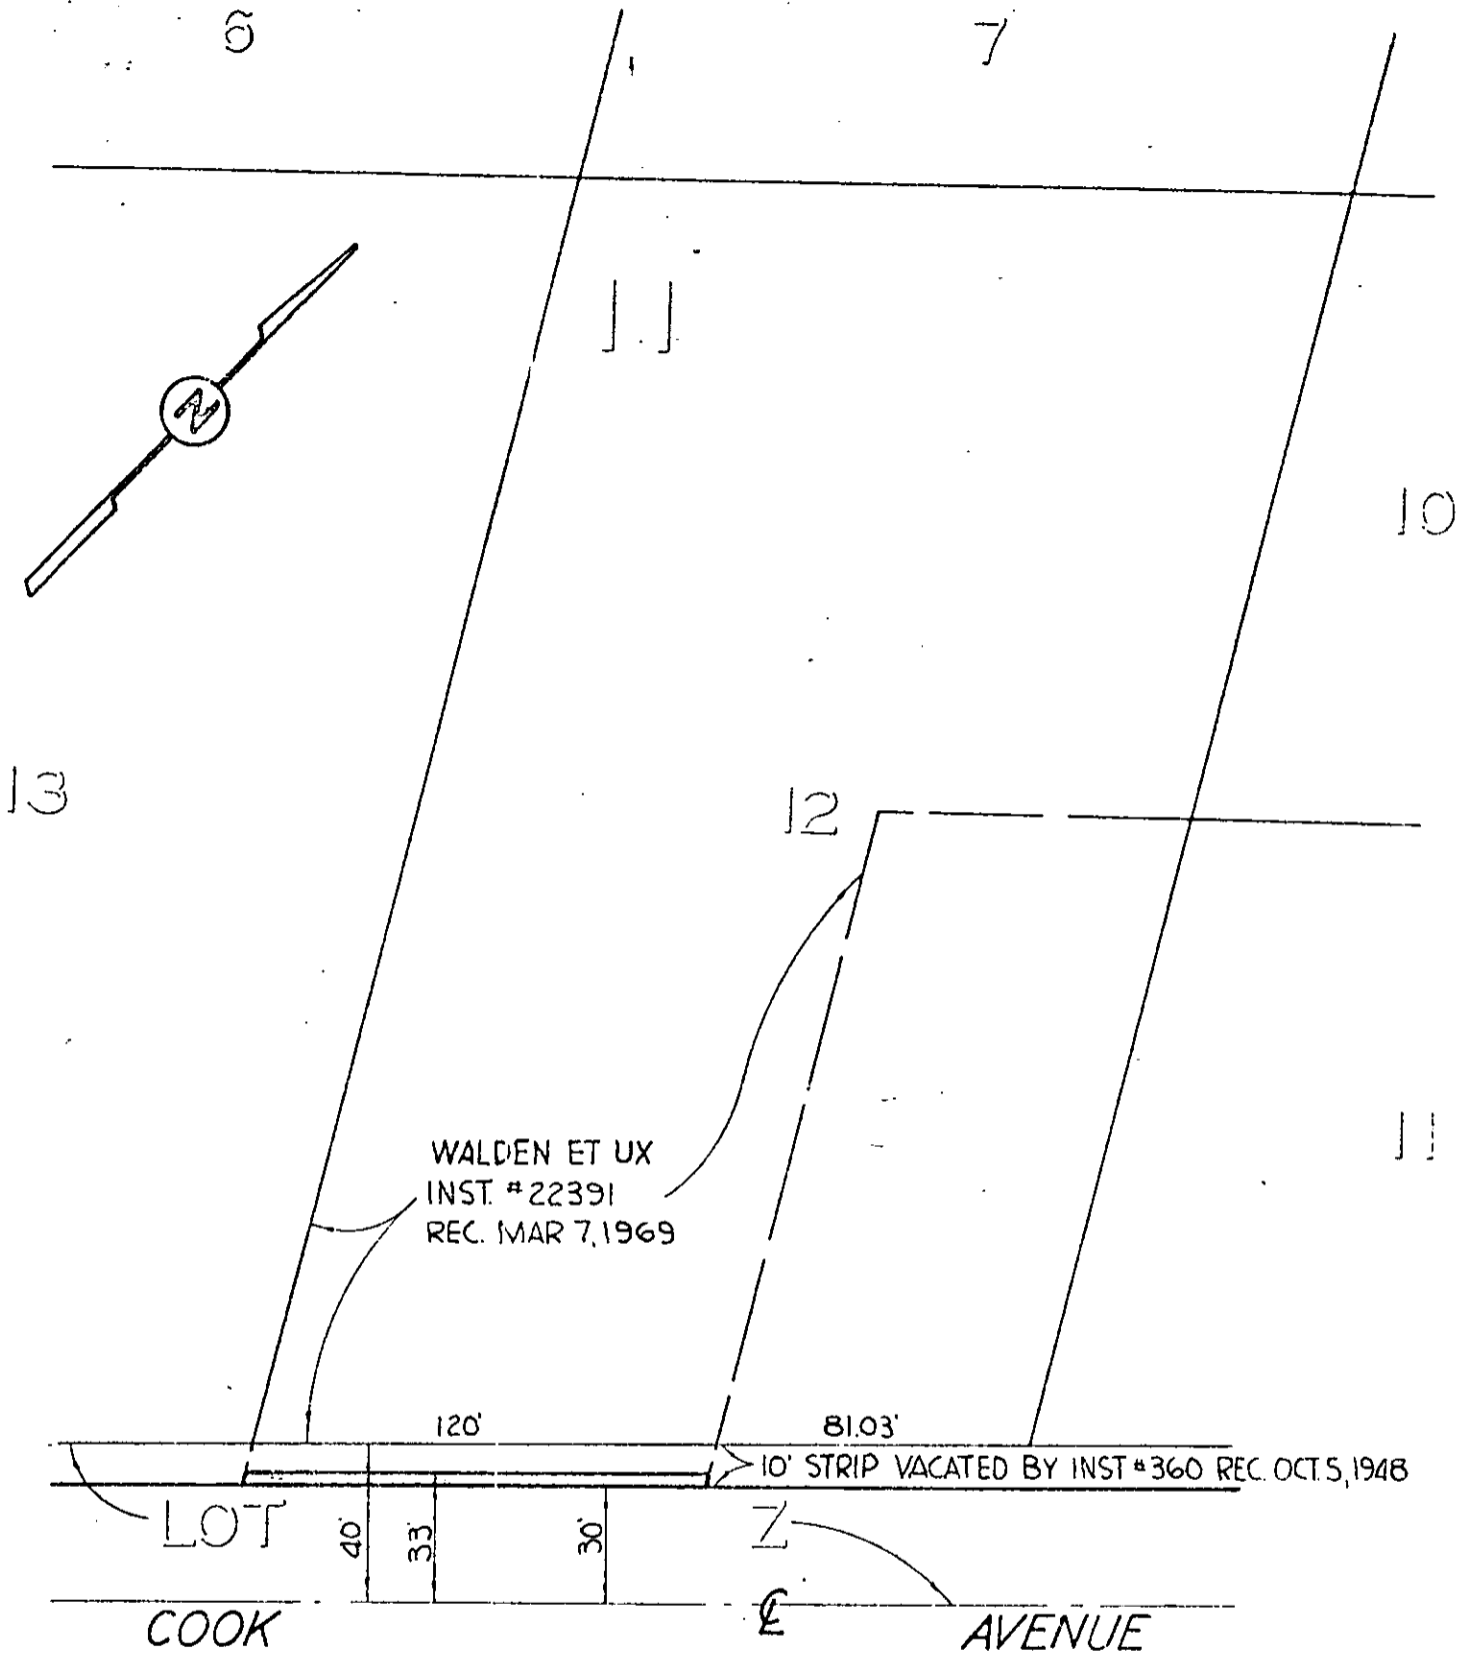 6
7
11
N
10
13
12
11
WALDEN ET UX
INST. #22391
REC. MAR 7, 1969
120'
81.03'
10' STRIP VACATED BY INST #360 REC. OCT. 5, 1948
LOT
Z
40'
33'
30'
℄
COOK
AVENUE